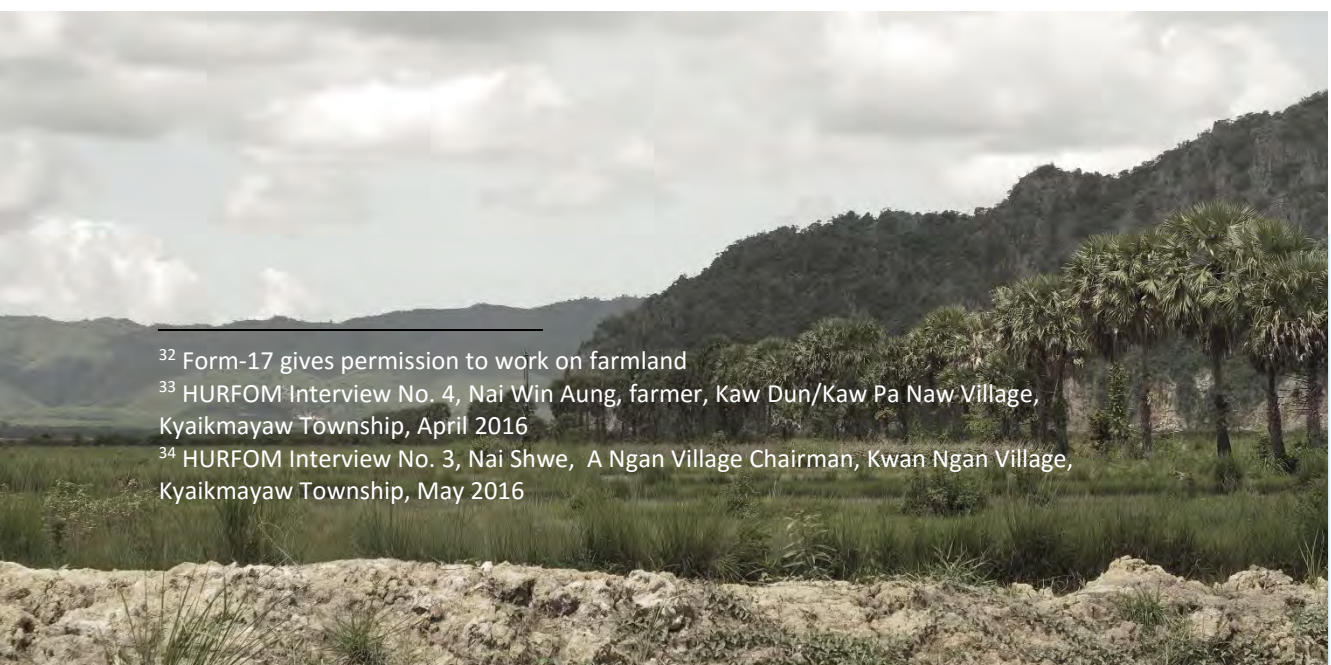 32 Form-17 gives permission to work on farmland
33 HURFOM Interview No. 4, Nai Win Aung, farmer, Kaw Dun/Kaw Pa Naw Village,
Kyaikmayaw Township, April 2016
34 HURFOM Interview No. 3, Nai Shwe, A Ngan Village Chairman, Kwan Ngan Village,
Kyaikmayaw Township, May 2016